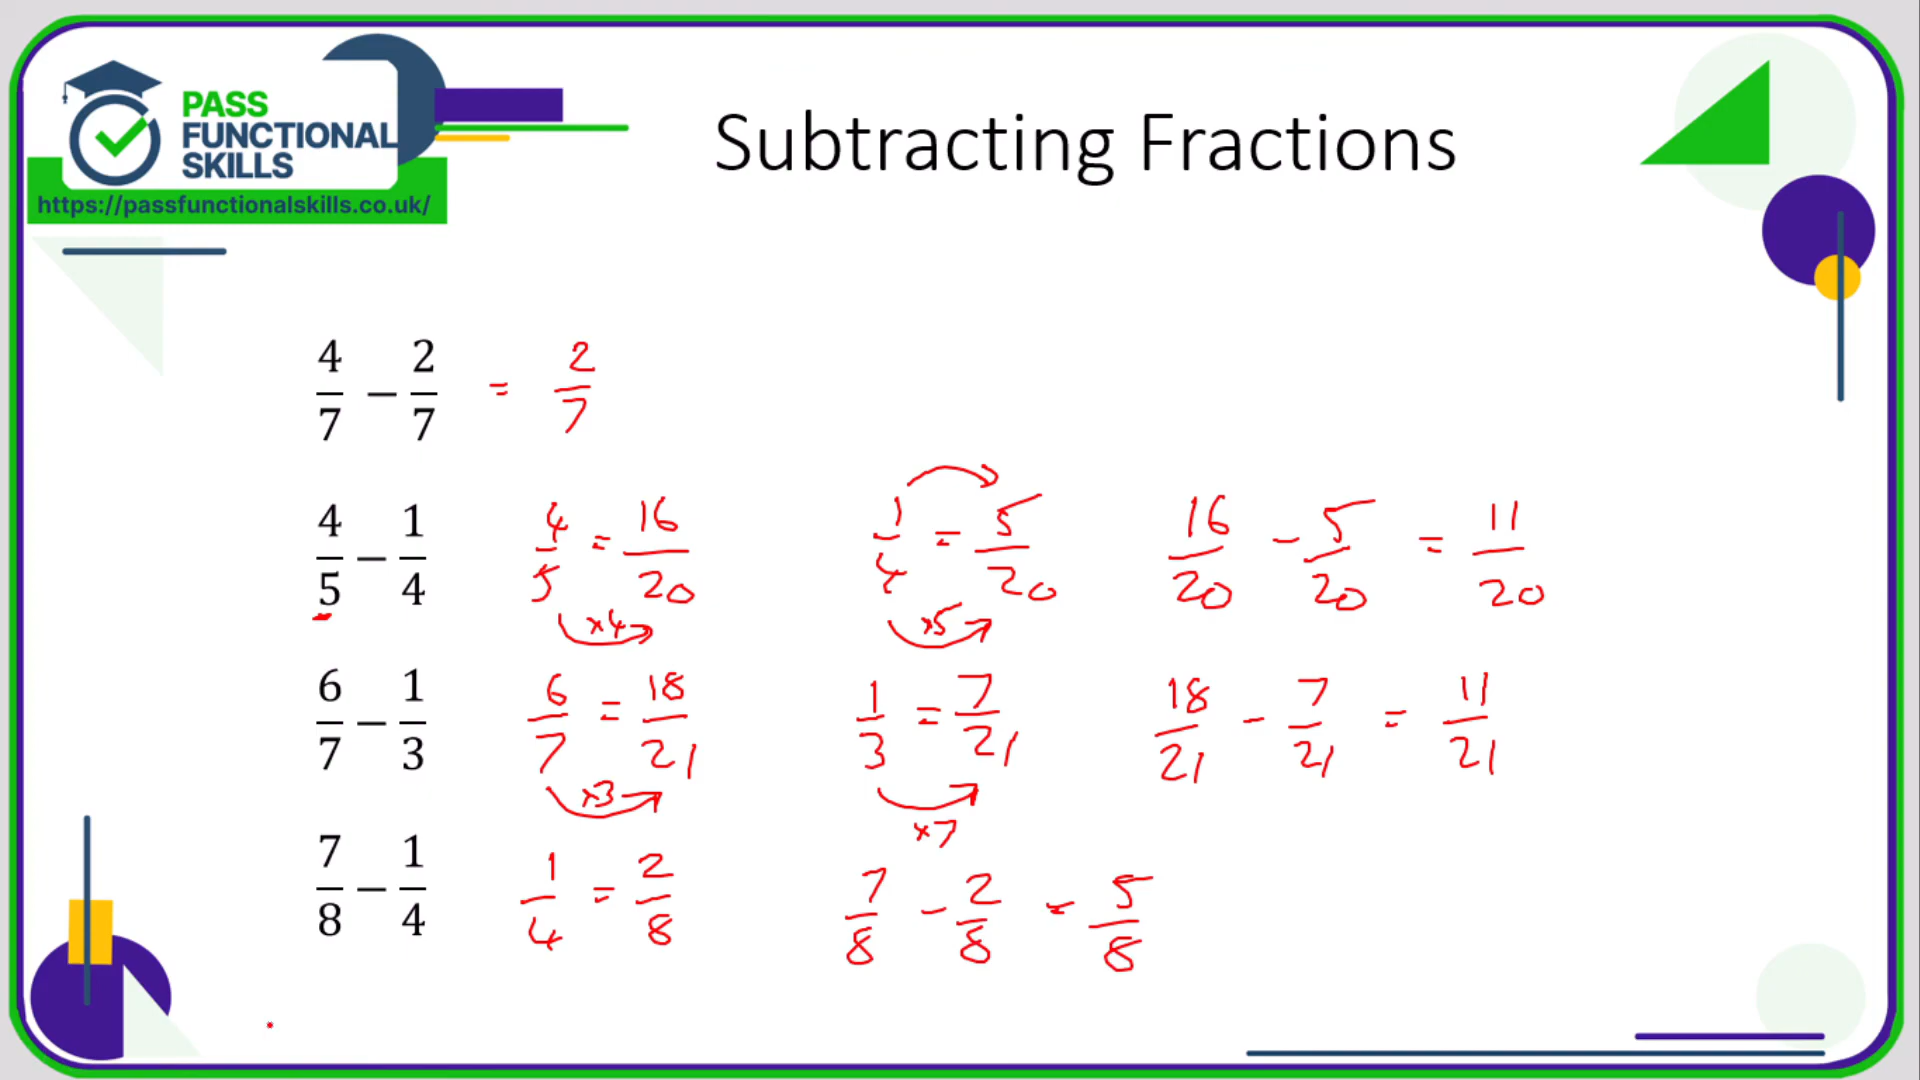 PASS
FUNCTIONAL
SKILLS
https://passfunctionalskills.co.uk/
Subtracting Fractions
4/7 − 2/7 = 2/7
4/5 − 1/4 4/5 = 16/20 ×4 1/4 = 5/20 ×5 16/20 − 5/20 = 11/20
6/7 − 1/3 6/7 = 18/21 ×3 1/3 = 7/21 ×7 18/21 − 7/21 = 11/21
7/8 − 1/4 1/4 = 2/8 7/8 − 2/8 = 5/8